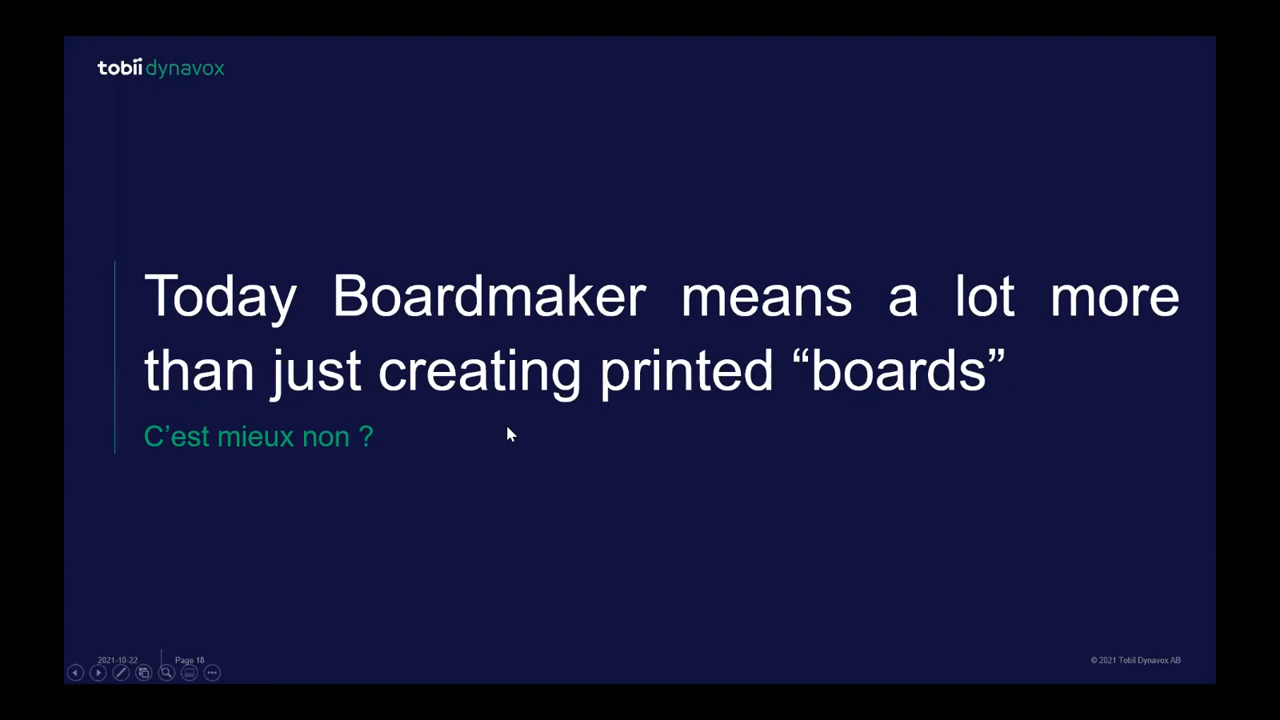 tobii dynavox
Today Boardmaker means a lot more
than just creating printed “boards”
C’est mieux non ?
2021-10-22 Page 18 © 2021 Tobii Dynavox AB